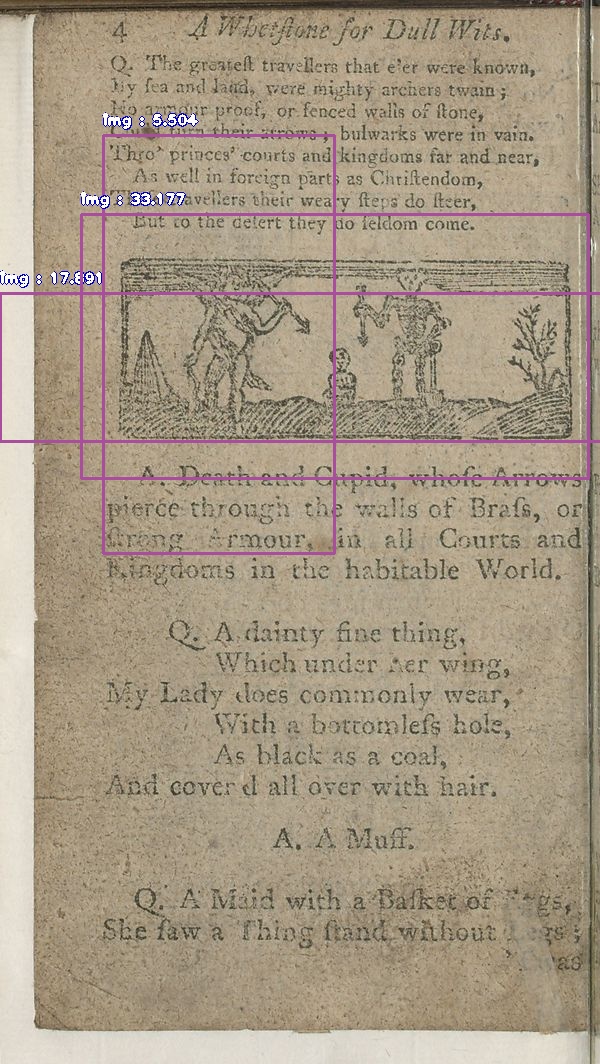 4 A Whetſtone for Dull Wits.
Q. The greateſt travellers that e'er were known,
By ſea and land, were mighty archers twain;
No armour proof, or fenced walls of ſtone,
Could turn their arrows; bulwarks were in vain.
Img : 5.504
Thro' princes' courts and kingdoms far and near,
As well in foreign parts as Chriſtendom,
travellers their weary ſteps do ſteer,
Img : 33.177
But to the deſert they do ſeldom come.
Img : 17.891
A. Death and Cupid, whoſe Arrows
pierce through the walls of Braſs, or
ſtrong Armour, in all Courts and
Kingdoms in the habitable World.
Q. A dainty fine thing,
Which under her wing,
My Lady does commonly wear,
With a bottomleſs hole,
As black as a coal,
And cover'd all over with hair.
A. A Muff.
Q. A Maid with a Baſket of Eggs,
She ſaw a Thing ſtand without Legs;